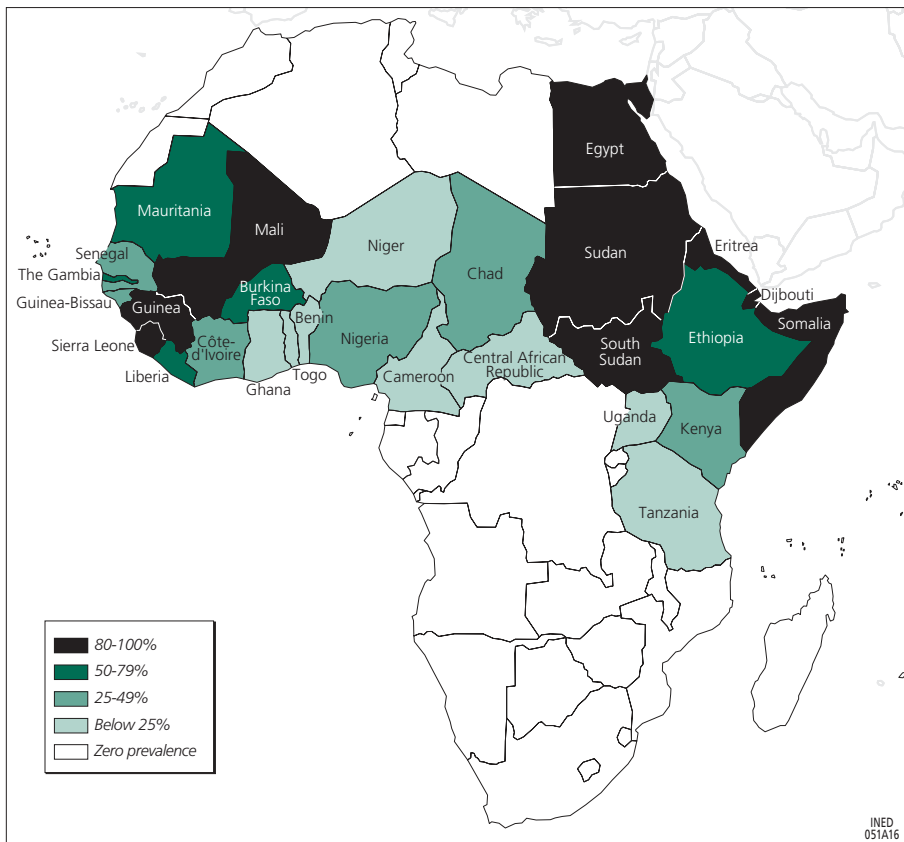 Egypt
Mauritania
Mali
Niger
Sudan
Eritrea
Senegal
Chad
The Gambia
Burkina
Faso
Djibouti
Guinea-Bissau
Guinea
Somalia
Benin
Nigeria
Ethiopia
Côte-
d'Ivoire
South
Sudan
Sierra Leone
Central African
Republic
Liberia
Togo
Cameroon
Ghana
Uganda
Kenya
Tanzania
80-100%
50-79%
25-49%
Below 25%
Zero prevalence
INED
051A16